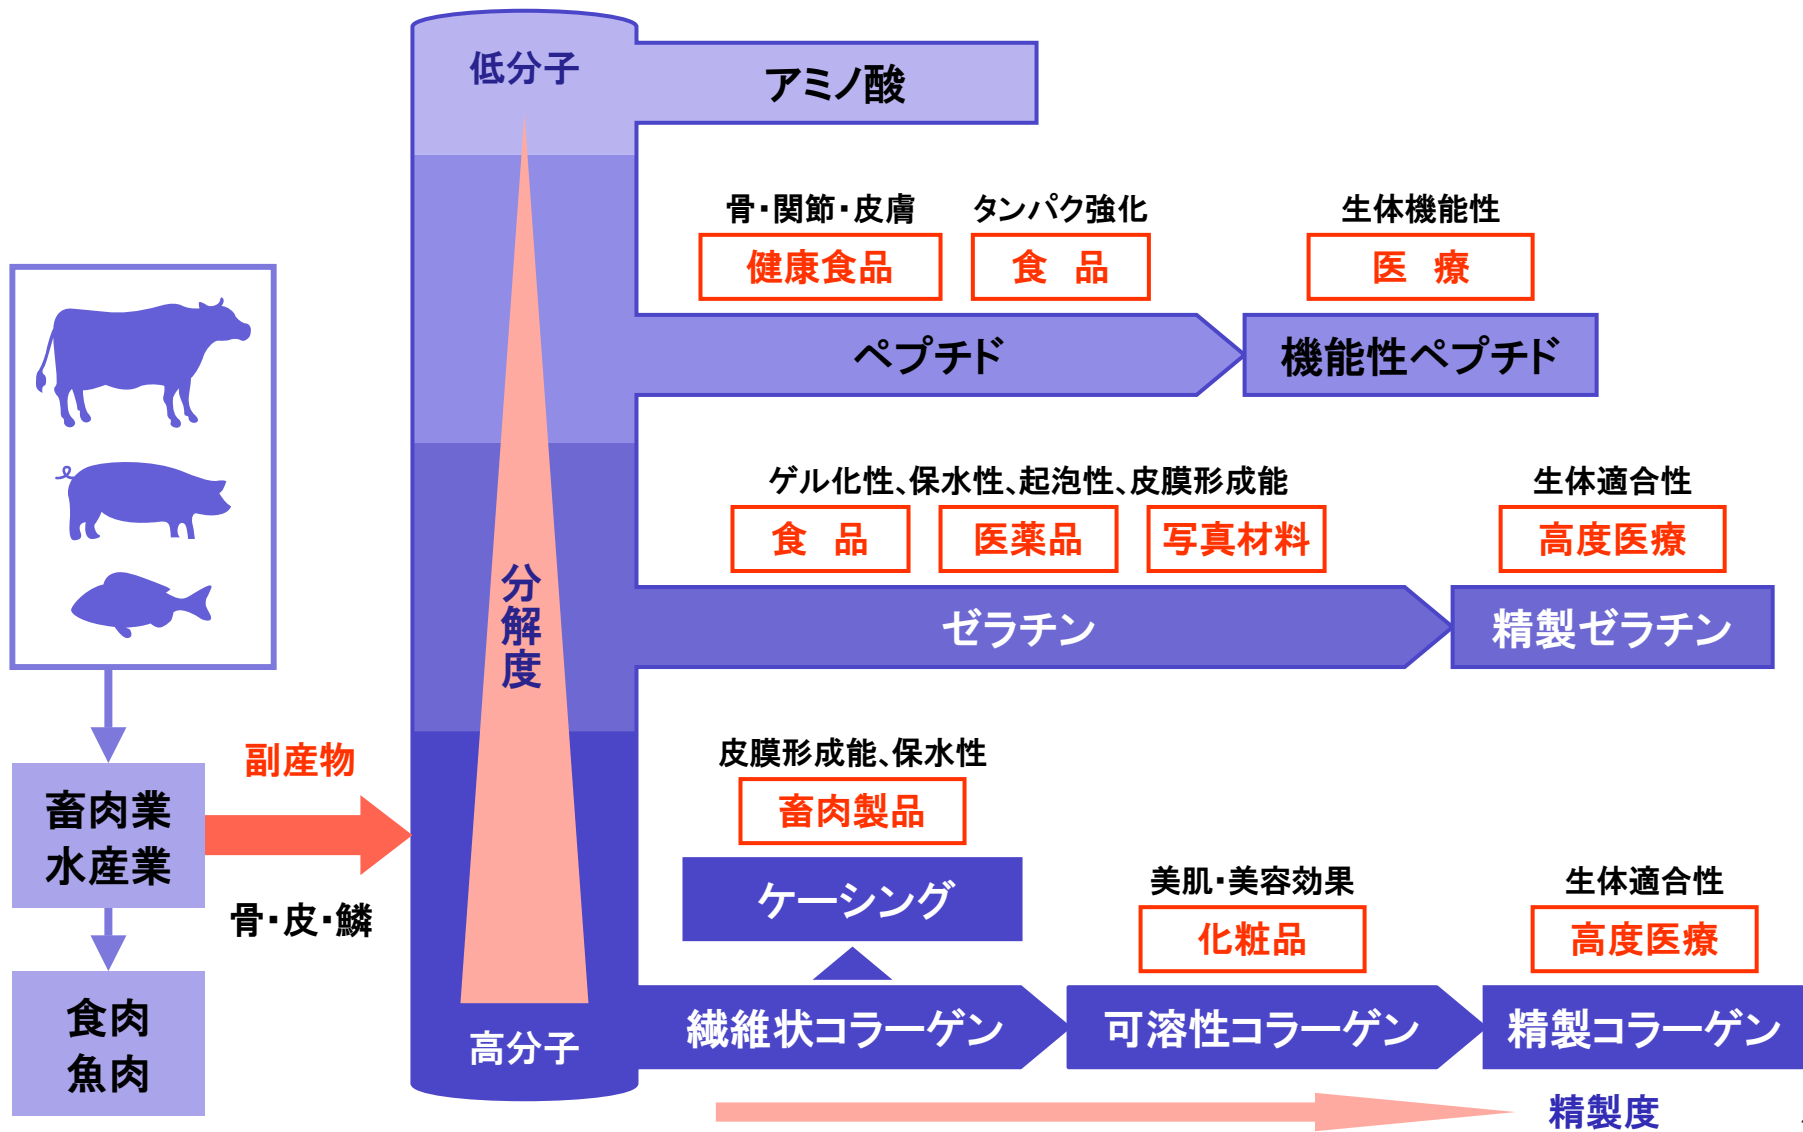 低分子
アミノ酸
骨・関節・皮膚
健康食品
タンパク強化
食 品
生体機能性
医 療
ペプチド
機能性ペプチド
ゲル化性、保水性、起泡性、皮膜形成能
食 品
医薬品
写真材料
生体適合性
高度医療
ゼラチン
精製ゼラチン
分解度
副産物
畜肉業
水産業
骨・皮・鱗
食肉
魚肉
皮膜形成能、保水性
畜肉製品
ケーシング
美肌・美容効果
化粧品
生体適合性
高度医療
高分子
繊維状コラーゲン
可溶性コラーゲン
精製コラーゲン
精製度